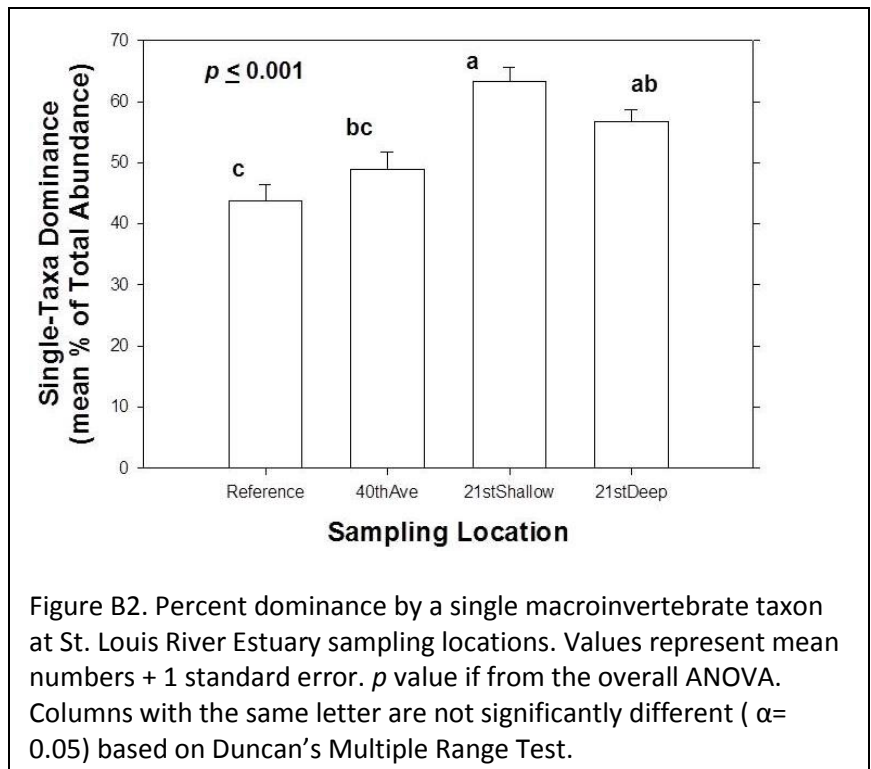 70
60
50
40
30
20
10
0
Single-Taxa Dominance
(mean % of Total Abundance)
p ≤ 0.001
c
bc
a
ab
Reference 40thAve 21stShallow 21stDeep
Sampling Location
Figure B2. Percent dominance by a single macroinvertebrate taxon
at St. Louis River Estuary sampling locations. Values represent mean
numbers + 1 standard error. p value if from the overall ANOVA.
Columns with the same letter are not significantly different ( α=
0.05) based on Duncan’s Multiple Range Test.